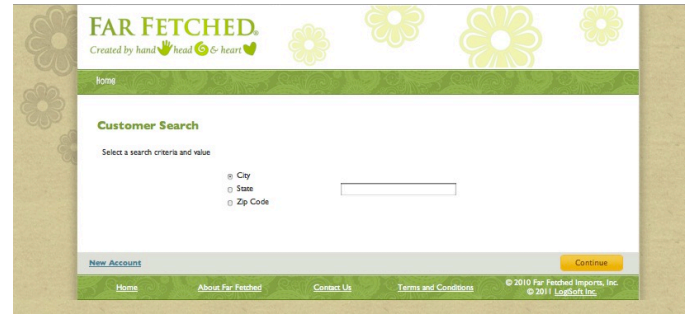 FAR FETCHED®
Created by hand head & heart
Home
Customer Search
Select a search criteria and value
City
State
Zip Code
New Account
Continue
Home About Far Fetched Contact Us Terms and Conditions © 2010 Far Fetched Imports, Inc.
© 2011 LogiSoft Inc.